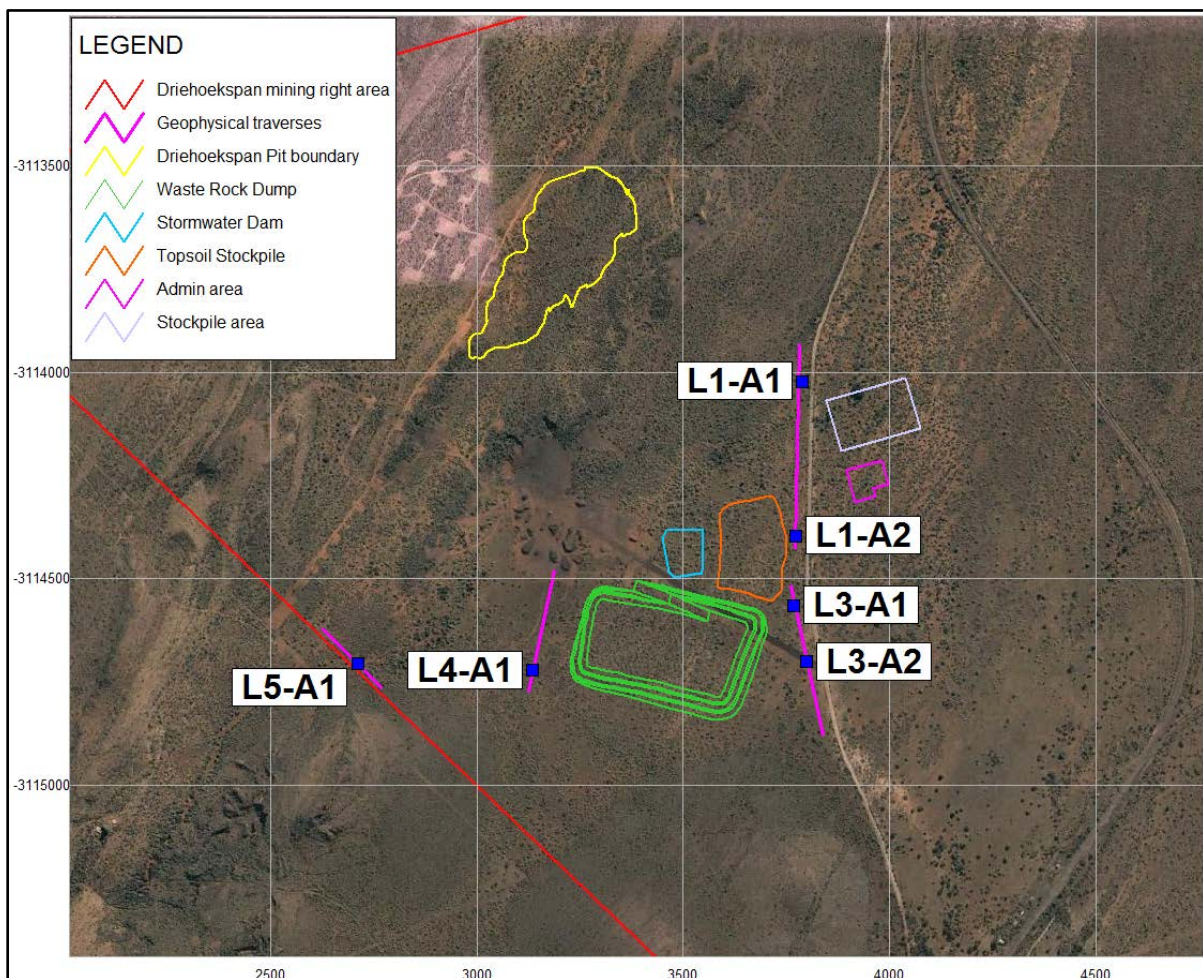 LEGEND
Driehoekspan mining right area
Geophysical traverses
Driehoekspan Pit boundary
Waste Rock Dump
Stormwater Dam
Topsoil Stockpile
Admin area
Stockpile area
-3113500
-3114000
-3114500
-3115000
L1-A1
L1-A2
L3-A1
L3-A2
L4-A1
L5-A1
2500
3000
3500
4000
4500